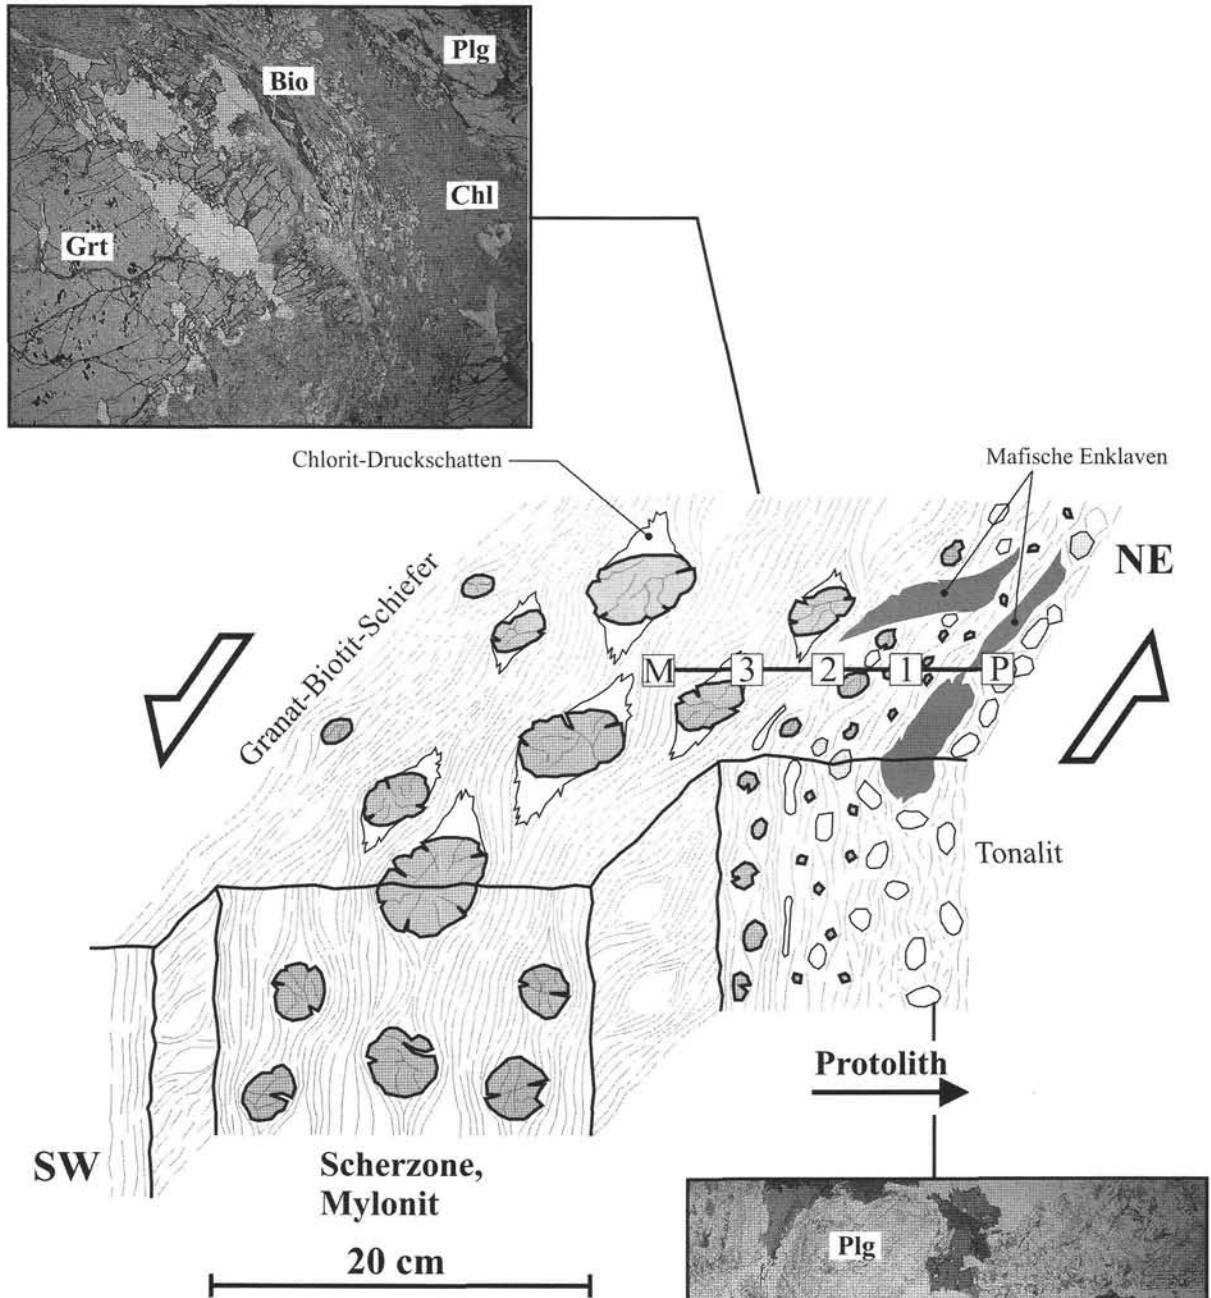 Plg
Bio
Chl
Grt
Chlorit-Druckschatten
Mafische Enklaven
NE
Granat-Biotit-Schiefer
M 3 2 1 P
Tonalit
Protolith
SW
Scherzone,
Mylonit
20 cm
Plg